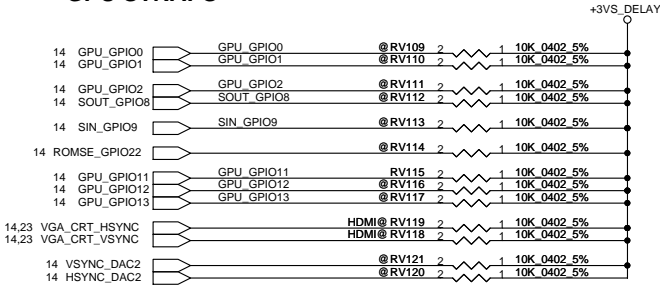 +3VS_DELAY
14 GPU_GPIO0 GPU_GPIO0 @ RV109 2 1 10K_0402_5%
14 GPU_GPIO1 GPU_GPIO1 @ RV110 2 1 10K_0402_5%
14 GPU_GPIO2 GPU_GPIO2 @ RV111 2 1 10K_0402_5%
14 SOUT_GPIO8 SOUT_GPIO8 @ RV112 2 1 10K_0402_5%
14 SIN_GPIO9 SIN_GPIO9 @ RV113 2 1 10K_0402_5%
14 ROMSE_GPIO22 @ RV114 2 1 10K_0402_5%
14 GPU_GPIO11 GPU_GPIO11 RV115 2 1 10K_0402_5%
14 GPU_GPIO12 GPU_GPIO12 @ RV116 2 1 10K_0402_5%
14 GPU_GPIO13 GPU_GPIO13 @ RV117 2 1 10K_0402_5%
14,23 VGA_CRT_HSYNC HDMI@ RV119 2 1 10K_0402_5%
14,23 VGA_CRT_VSYNC HDMI@ RV118 2 1 10K_0402_5%
14 VSYNC_DAC2 @ RV121 2 1 10K_0402_5%
14 HSYNC_DAC2 @ RV120 2 1 10K_0402_5%